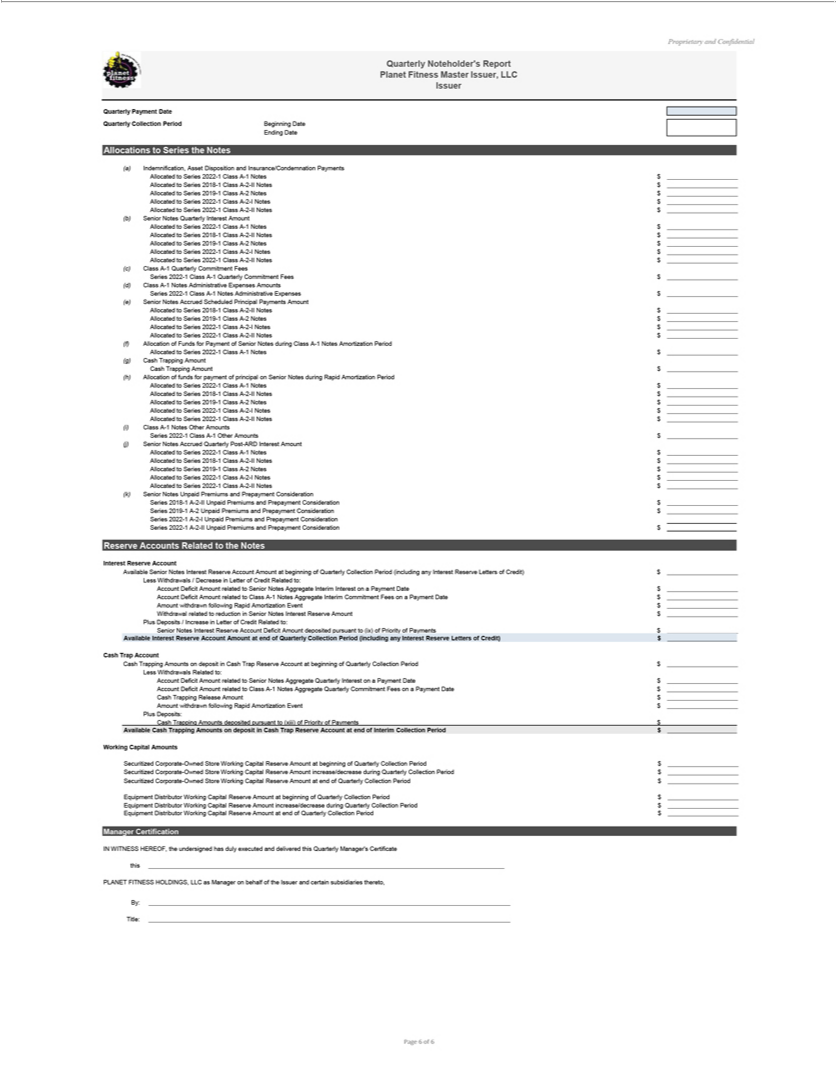 Proprietary and Confidential
planet fitness
Quarterly Noteholder's Report
Planet Fitness Master Issuer, LLC
Issuer
Quarterly Payment Date
Quarterly Collection Period Beginning Date
Ending Date
Allocations to Series the Notes
(a) Indemnification, Asset Disposition and Insurance/Condemnation Payments
Allocated to Series 2022-1 Class A-1 Notes $
Allocated to Series 2018-1 Class A-2-II Notes $
Allocated to Series 2019-1 Class A-2 Notes $
Allocated to Series 2022-1 Class A-2-I Notes $
Allocated to Series 2022-1 Class A-2-II Notes $
(b) Senior Notes Quarterly Interest Amount
Allocated to Series 2022-1 Class A-1 Notes $
Allocated to Series 2018-1 Class A-2-II Notes $
Allocated to Series 2019-1 Class A-2 Notes $
Allocated to Series 2022-1 Class A-2-I Notes $
Allocated to Series 2022-1 Class A-2-II Notes $
(c) Class A-1 Quarterly Commitment Fees
Series 2022-1 Class A-1 Quarterly Commitment Fees $
(d) Class A-1 Notes Administrative Expenses Amounts
Series 2022-1 Class A-1 Notes Administrative Expenses $
(e) Senior Notes Accrued Scheduled Principal Payments Amount
Allocated to Series 2018-1 Class A-2-II Notes $
Allocated to Series 2019-1 Class A-2 Notes $
Allocated to Series 2022-1 Class A-2-I Notes $
Allocated to Series 2022-1 Class A-2-II Notes $
(f) Allocation of Funds for Payment of Senior Notes during Class A-1 Notes Amortization Period
Allocated to Series 2022-1 Class A-1 Notes $
(g) Cash Trapping Amount
Cash Trapping Amount $
(h) Allocation of funds for payment of principal on Senior Notes during Rapid Amortization Period
Allocated to Series 2022-1 Class A-1 Notes $
Allocated to Series 2018-1 Class A-2-II Notes $
Allocated to Series 2019-1 Class A-2 Notes $
Allocated to Series 2022-1 Class A-2-I Notes $
Allocated to Series 2022-1 Class A-2-II Notes $
(i) Class A-1 Notes Other Amounts
Series 2022-1 Class A-1 Other Amounts $
(j) Senior Notes Accrued Quarterly Post-ARD Interest Amount
Allocated to Series 2022-1 Class A-1 Notes $
Allocated to Series 2018-1 Class A-2-II Notes $
Allocated to Series 2019-1 Class A-2 Notes $
Allocated to Series 2022-1 Class A-2-I Notes $
Allocated to Series 2022-1 Class A-2-II Notes $
(k) Senior Notes Unpaid Premiums and Prepayment Consideration
Series 2018-1 A-2-II Unpaid Premiums and Prepayment Consideration $
Series 2019-1 A-2 Unpaid Premiums and Prepayment Consideration $
Series 2022-1 A-2-I Unpaid Premiums and Prepayment Consideration
Series 2022-1 A-2-II Unpaid Premiums and Prepayment Consideration $
Reserve Accounts Related to the Notes
Interest Reserve Account
Available Senior Notes Interest Reserve Account Amount at beginning of Quarterly Collection Period (including any Interest Reserve Letters of Credit) $
Less Withdrawals / Decrease in Letter of Credit Related to:
Account Deficit Amount related to Senior Notes Aggregate Interim Interest on a Payment Date $
Account Deficit Amount related to Class A-1 Notes Aggregate Interim Commitment Fees on a Payment Date $
Amount withdrawn following Rapid Amortization Event $
Withdrawal related to reduction in Senior Notes Interest Reserve Amount $
Plus Deposits / Increase in Letter of Credit Related to:
Senior Notes Interest Reserve Account Deficit Amount deposited pursuant to (ix) of Priority of Payments $
Available Interest Reserve Account Amount at end of Quarterly Collection Period (including any Interest Reserve Letters of Credit) $
Cash Trap Account
Cash Trapping Amounts on deposit in Cash Trap Reserve Account at beginning of Quarterly Collection Period $
Less Withdrawals Related to:
Account Deficit Amount related to Senior Notes Aggregate Quarterly Interest on a Payment Date $
Account Deficit Amount related to Class A-1 Notes Aggregate Quarterly Commitment Fees on a Payment Date $
Cash Trapping Release Amount $
Amount withdrawn following Rapid Amortization Event $
Plus Deposits:
Cash Trapping Amounts deposited pursuant to (xiii) of Priority of Payments $
Available Cash Trapping Amounts on deposit in Cash Trap Reserve Account at end of Interim Collection Period $
Working Capital Amounts
Securitized Corporate-Owned Store Working Capital Reserve Amount at beginning of Quarterly Collection Period $
Securitized Corporate-Owned Store Working Capital Reserve Amount increase/decrease during Quarterly Collection Period $
Securitized Corporate-Owned Store Working Capital Reserve Amount at end of Quarterly Collection Period $
Equipment Distributor Working Capital Reserve Amount at beginning of Quarterly Collection Period $
Equipment Distributor Working Capital Reserve Amount increase/decrease during Quarterly Collection Period $
Equipment Distributor Working Capital Reserve Amount at end of Quarterly Collection Period $
Manager Certification
IN WITNESS HEREOF, the undersigned has duly executed and delivered this Quarterly Manager's Certificate
this
PLANET FITNESS HOLDINGS, LLC as Manager on behalf of the Issuer and certain subsidiaries thereto,
By:
Title:
Page 6 of 6